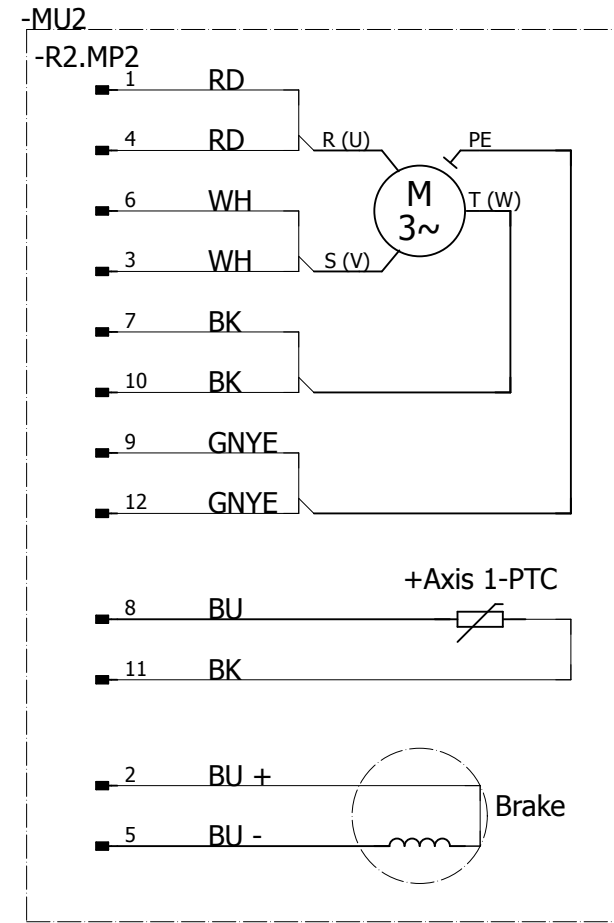 -MU2
-R2.MP2
1 RD
4 RD R (U) PE
M
3~
T (W)
6 WH
3 WH S (V)
7 BK
10 BK
9 GNYE
12 GNYE
+Axis 1-PTC
8 BU
11 BK
2 BU +
Brake
5 BU -